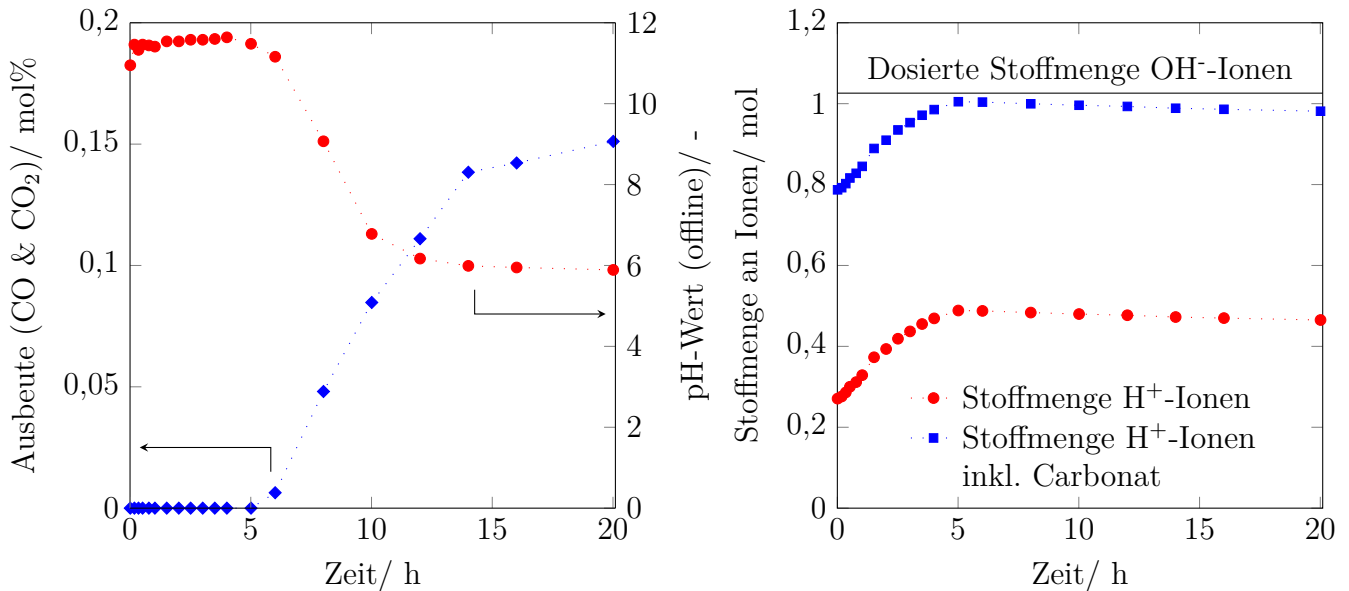 0,2
0,15
0,1
0,05
0
Ausbeute (CO & CO₂)/ mol%
0 5 10 15 20
Zeit/ h
12
10
8
6
4
2
0
pH-Wert (offline)/ -
1,2
1
0,8
0,6
0,4
0,2
0
Stoffmenge an Ionen/ mol
Dosierte Stoffmenge OH⁻-Ionen
Stoffmenge H⁺-Ionen
Stoffmenge H⁺-Ionen
inkl. Carbonat
0 5 10 15 20
Zeit/ h